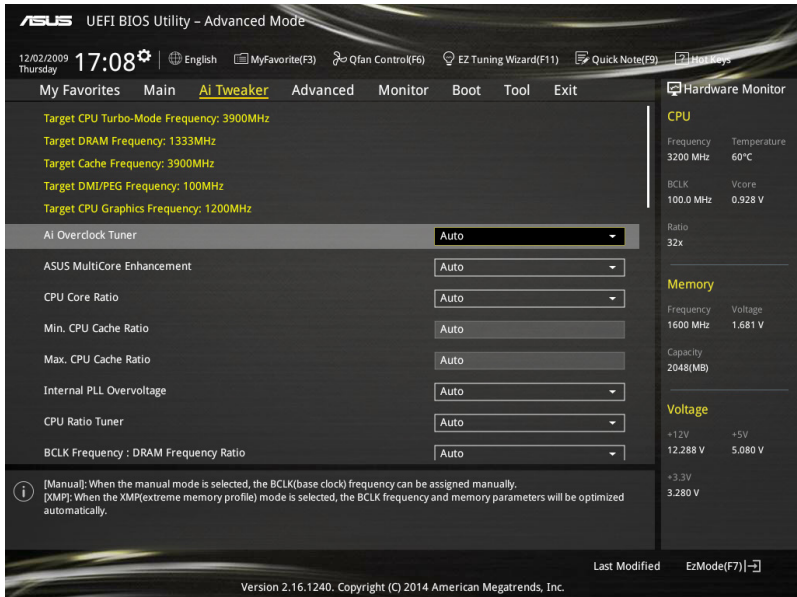 ASUS UEFI BIOS Utility – Advanced Mode
12/02/2009 Thursday 17:08 English MyFavorite(F3) Qfan Control(F6) EZ Tuning Wizard(F11) Quick Note(F9) ? Hot Keys
My Favorites Main Ai Tweaker Advanced Monitor Boot Tool Exit
Target CPU Turbo-Mode Frequency: 3900MHz
Target DRAM Frequency: 1333MHz
Target Cache Frequency: 3900MHz
Target DMI/PEG Frequency: 100MHz
Target CPU Graphics Frequency: 1200MHz
Ai Overclock Tuner Auto
ASUS MultiCore Enhancement Auto
CPU Core Ratio Auto
Min. CPU Cache Ratio Auto
Max. CPU Cache Ratio Auto
Internal PLL Overvoltage Auto
CPU Ratio Tuner Auto
BCLK Frequency : DRAM Frequency Ratio Auto
[Manual]: When the manual mode is selected, the BCLK(base clock) frequency can be assigned manually.
[XMP]: When the XMP(extreme memory profile) mode is selected, the BCLK frequency and memory parameters will be optimized
automatically.
Hardware Monitor
CPU
Frequency Temperature
3200 MHz 60°C
BCLK Vcore
100.0 MHz 0.928 V
Ratio
32x
Memory
Frequency Voltage
1600 MHz 1.681 V
Capacity
2048(MB)
Voltage
+12V +5V
12.288 V 5.080 V
+3.3V
3.280 V
Last Modified EzMode(F7)
Version 2.16.1240. Copyright (C) 2014 American Megatrends, Inc.